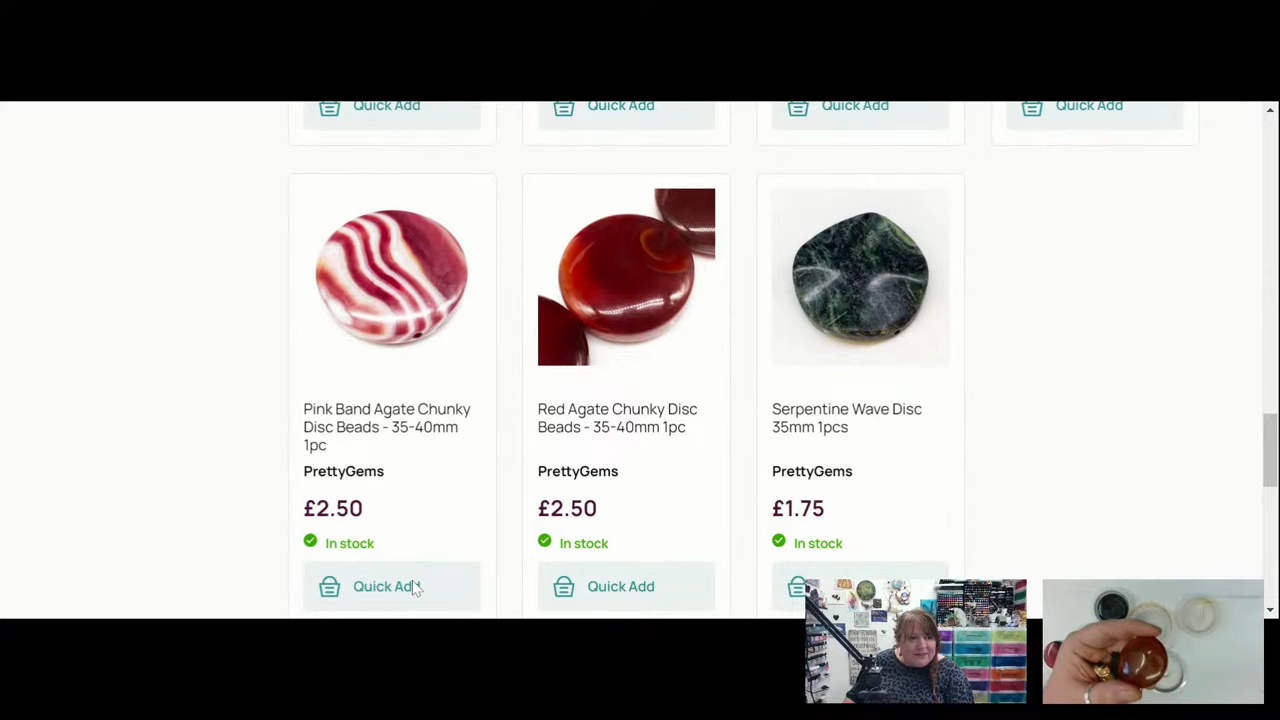 Quick Add Quick Add Quick Add Quick Add
Pink Band Agate Chunky
Disc Beads - 35-40mm
1pc
PrettyGems
£2.50
In stock
Quick Add
Red Agate Chunky Disc
Beads - 35-40mm 1pc
PrettyGems
£2.50
In stock
Quick Add
Serpentine Wave Disc
35mm 1pcs
PrettyGems
£1.75
In stock